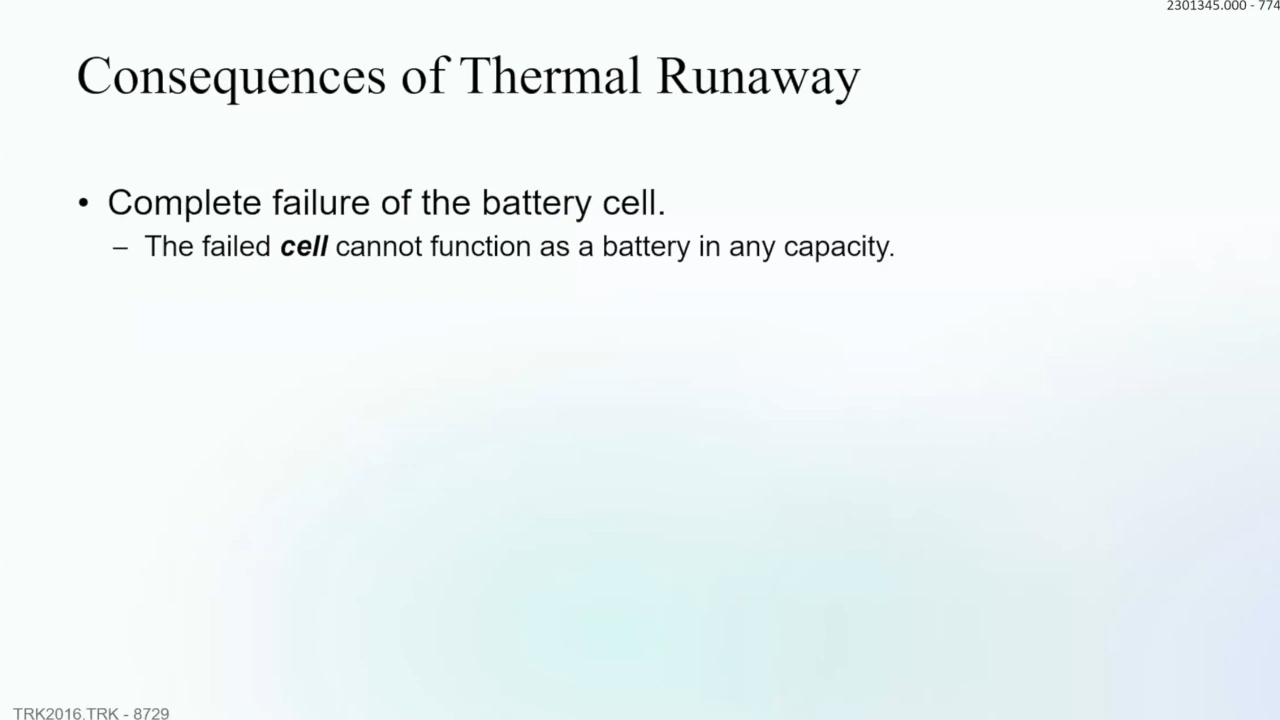 2301345.000 - 774
Consequences of Thermal Runaway
• Complete failure of the battery cell.
– The failed cell cannot function as a battery in any capacity.
TRK2016.TRK - 8729